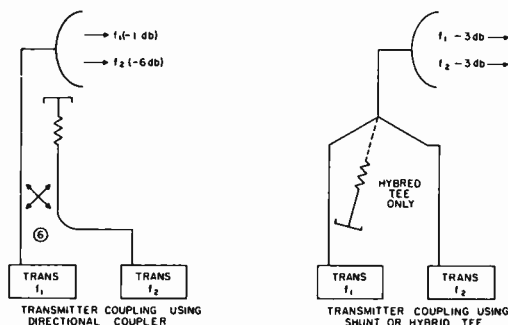 f₁(-1 db)
f₂(-6 db)
⑥
TRANS
f₁
TRANS
f₂
TRANSMITTER COUPLING USING
DIRECTIONAL COUPLER
f₁ -3 db
f₂ -3 db
HYBRED
TEE
ONLY
TRANS
f₁
TRANS
f₂
TRANSMITTER COUPLING USING
SHUNT OR HYBRID TEE